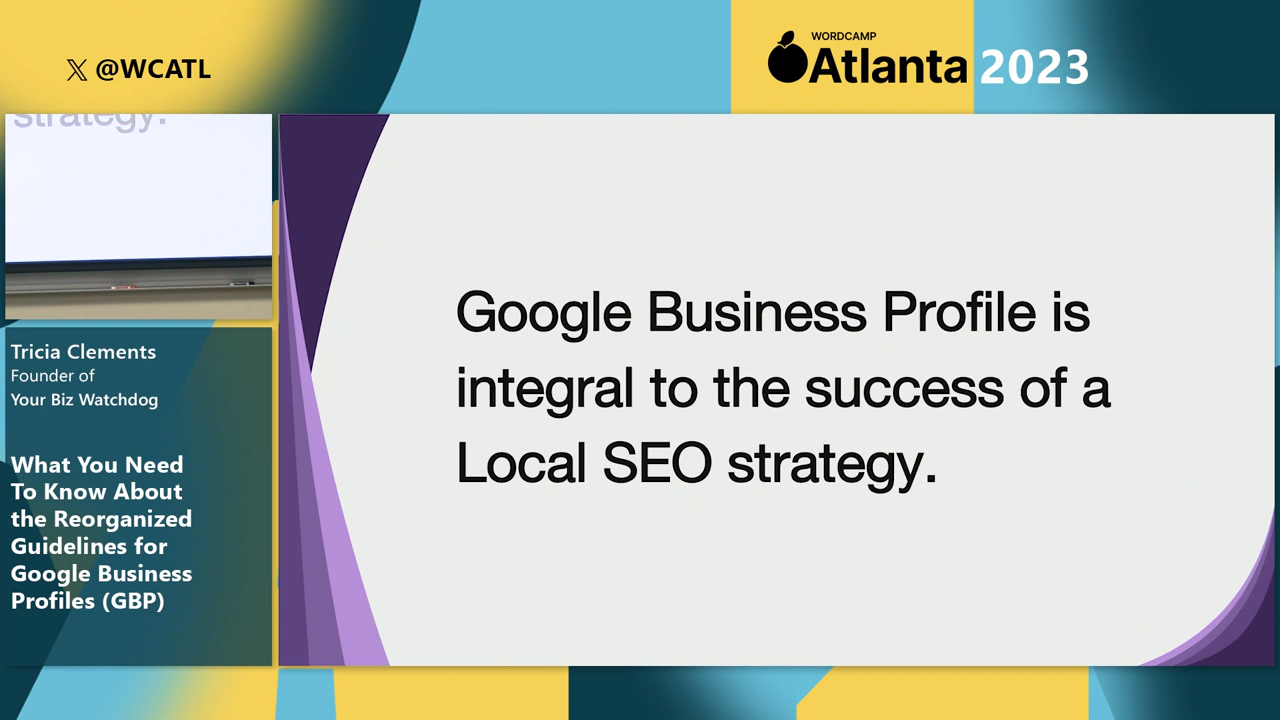 X @WCATL
WORDCAMP
Atlanta 2023
strategy.
Tricia Clements
Founder of
Your Biz Watchdog
What You Need
To Know About
the Reorganized
Guidelines for
Google Business
Profiles (GBP)
Google Business Profile is
integral to the success of a
Local SEO strategy.